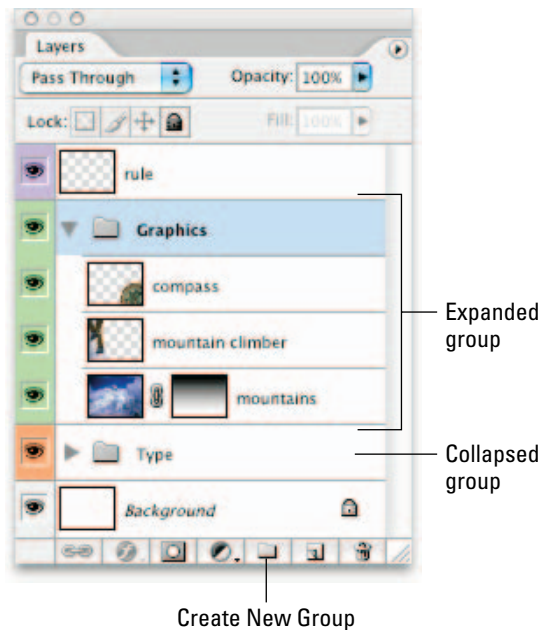 Layers
Pass Through
Opacity: 100%
Lock:
Fill: 100%
rule
Graphics
compass
mountain climber
mountains
Expanded
group
Type
Collapsed
group
Background
Create New Group